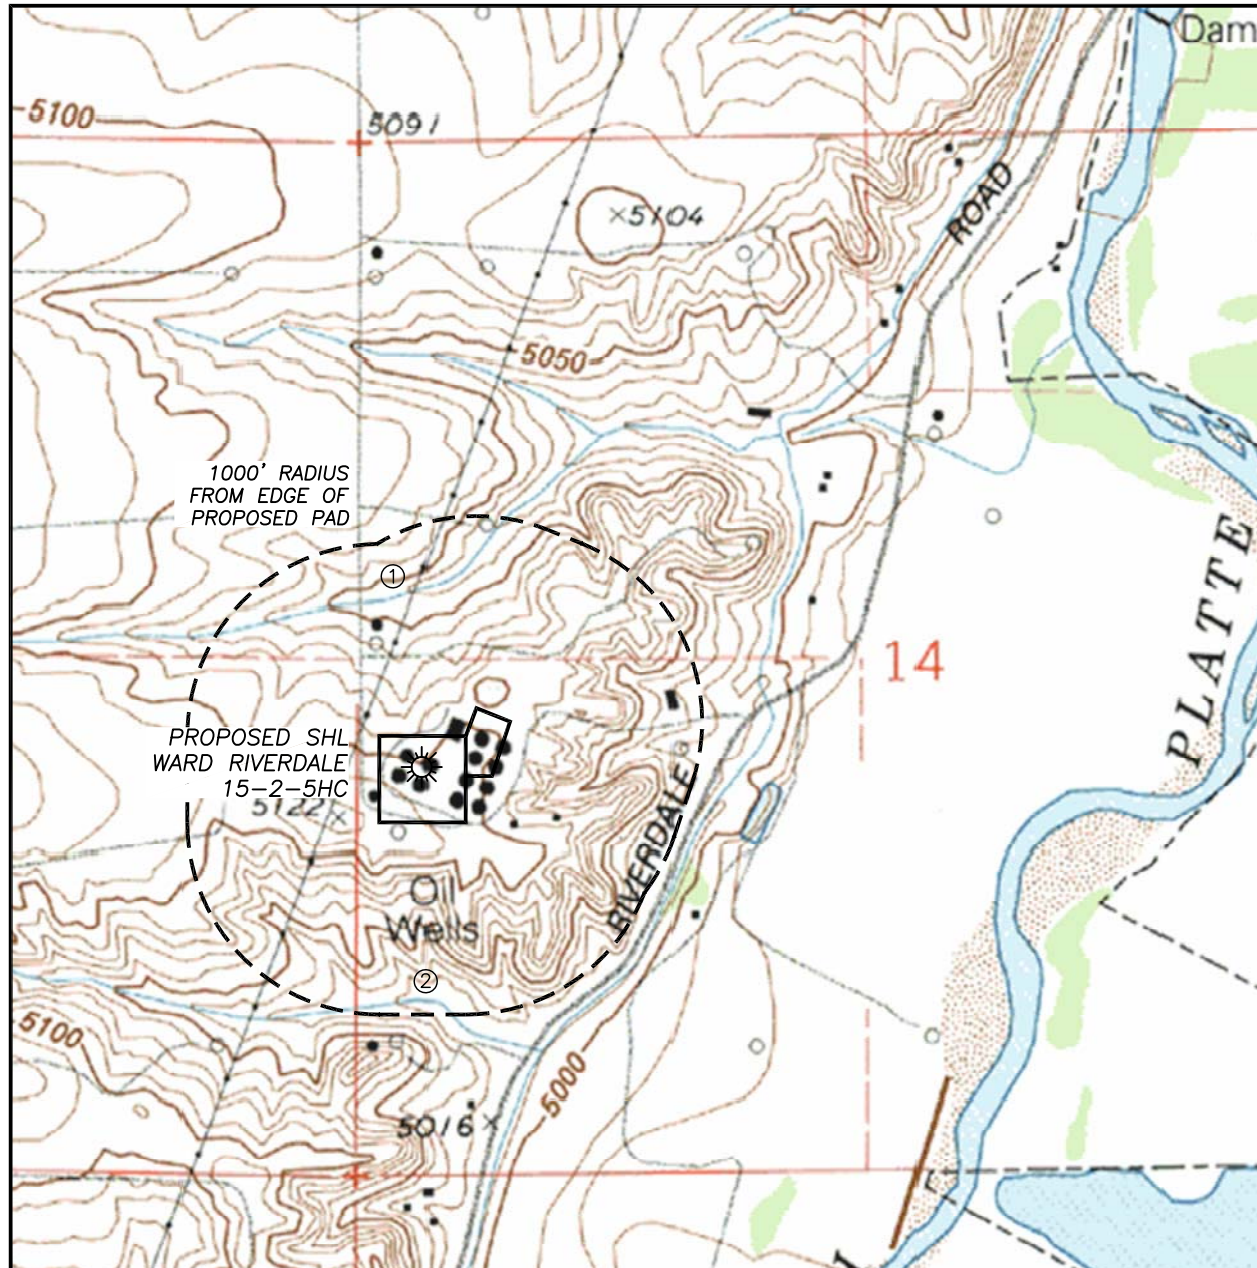 Dam
5100
5091
5104
ROAD
5050
1000' RADIUS
FROM EDGE OF
PROPOSED PAD
1
14
PLATTE
PROPOSED SHL
WARD RIVERDALE
15-2-5HC
5122
RIVERDALE
Oil
Wells
2
5100
5000
5016